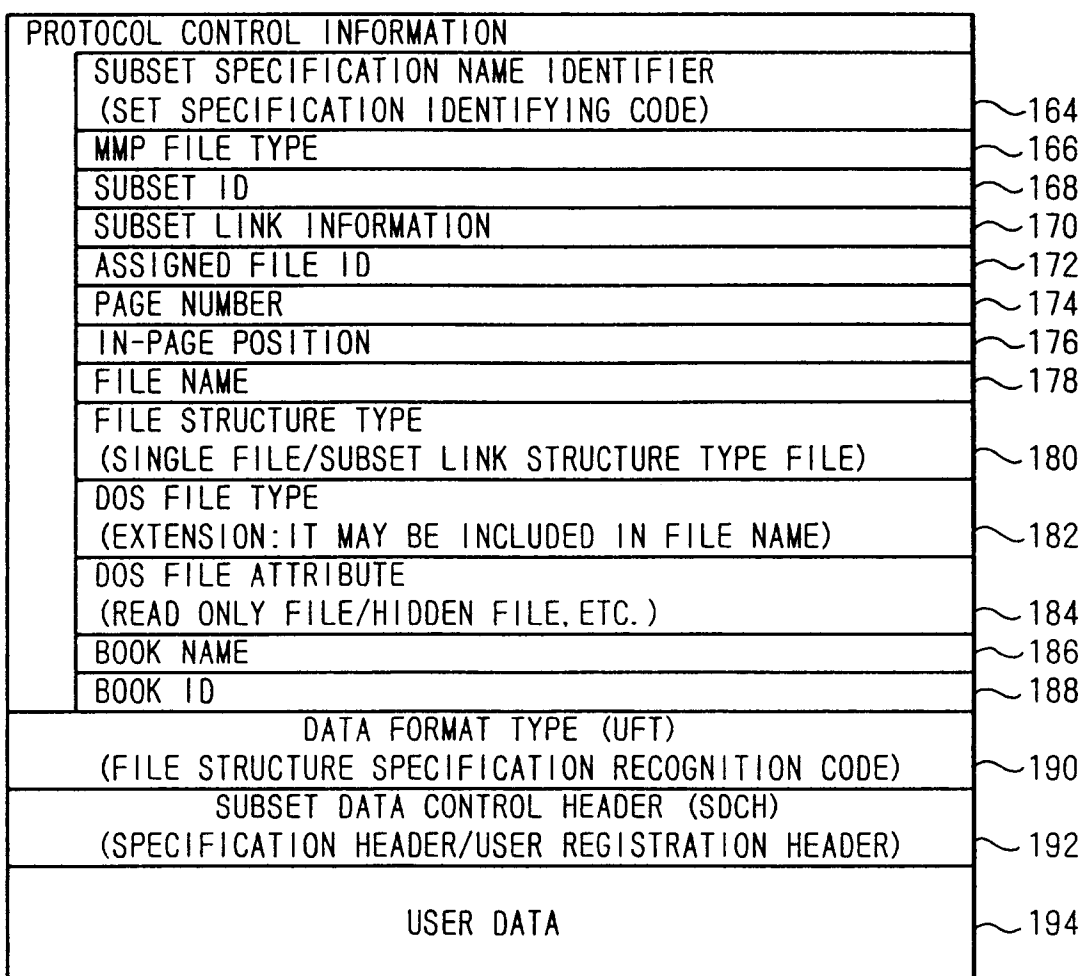 PROTOCOL CONTROL INFORMATION
SUBSET SPECIFICATION NAME IDENTIFIER
(SET SPECIFICATION IDENTIFYING CODE) 164
MMP FILE TYPE 166
SUBSET ID 168
SUBSET LINK INFORMATION 170
ASSIGNED FILE ID 172
PAGE NUMBER 174
IN-PAGE POSITION 176
FILE NAME 178
FILE STRUCTURE TYPE
(SINGLE FILE/SUBSET LINK STRUCTURE TYPE FILE) 180
DOS FILE TYPE
(EXTENSION:IT MAY BE INCLUDED IN FILE NAME) 182
DOS FILE ATTRIBUTE
(READ ONLY FILE/HIDDEN FILE,ETC.) 184
BOOK NAME 186
BOOK ID 188
DATA FORMAT TYPE (UFT)
(FILE STRUCTURE SPECIFICATION RECOGNITION CODE) 190
SUBSET DATA CONTROL HEADER (SDCH)
(SPECIFICATION HEADER/USER REGISTRATION HEADER) 192
USER DATA 194